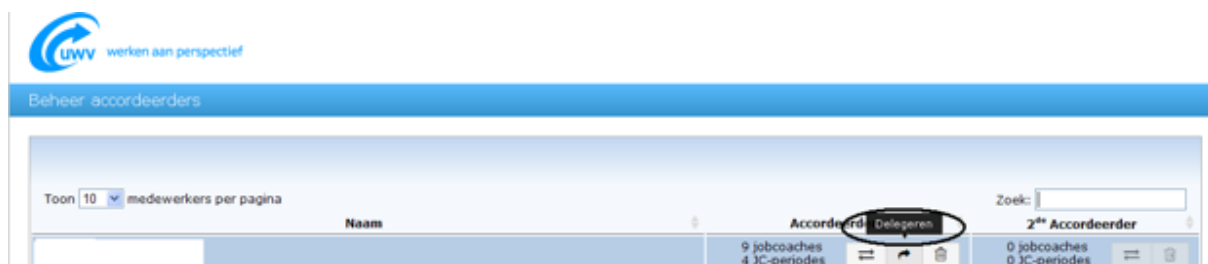 UWV werken aan perspectief
Beheer accordeerders
Toon 10 medewerkers per pagina
Zoek:
Naam
Accordeerd Delegeren
2de Accordeerder
9 jobcoaches
4 JC-periodes
0 jobcoaches
0 JC-periodes